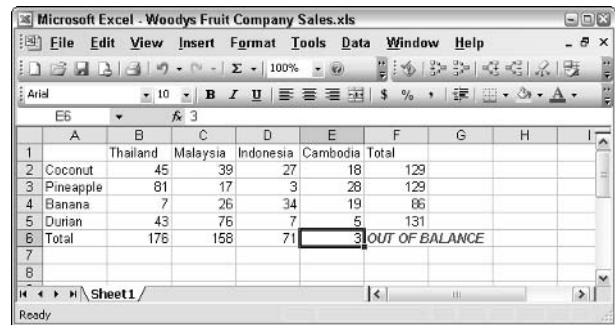 Microsoft Excel - Woodys Fruit Company Sales.xls
File Edit View Insert Format Tools Data Window Help
100%
Arial 10 B I U $ % , A
E6 fx 3
A B C D E F G H I
1 Thailand Malaysia Indonesia Cambodia Total
2 Coconut 45 39 27 18 129
3 Pineapple 81 17 3 28 129
4 Banana 7 26 34 19 86
5 Durian 43 76 7 5 131
6 Total 176 158 71 3 OUT OF BALANCE
7
8
Sheet1
Ready